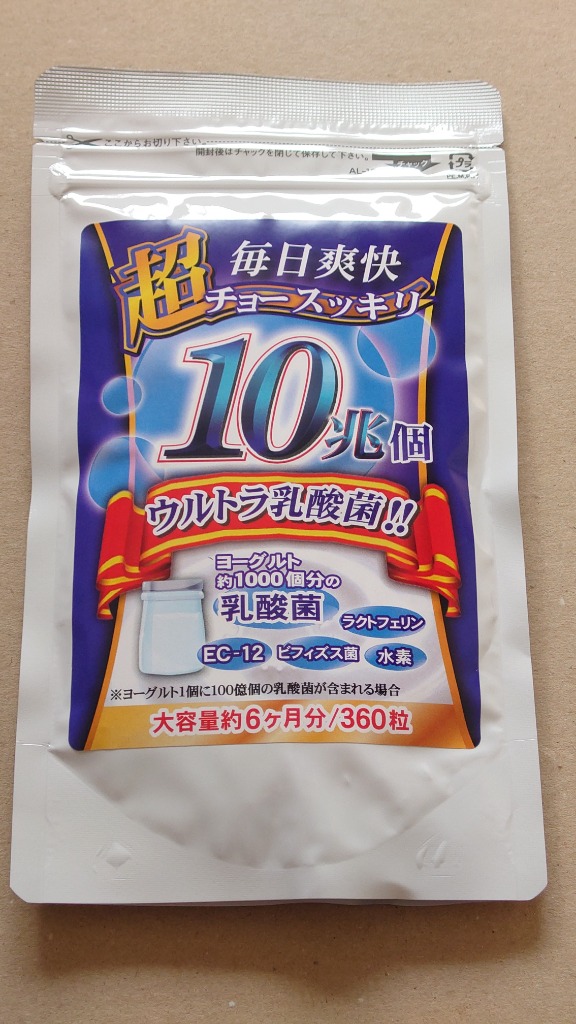 ここからお切り下さい。
開封後はチャックを閉じて保存して下さい。
チャック
プラ
毎日爽快
超
チョースッキリ
10兆個
ウルトラ乳酸菌!!
ヨーグルト
約1000個分の
乳酸菌
ラクトフェリン
EC-12 ビフィズス菌 水素
※ヨーグルト1個に100億個の乳酸菌が含まれる場合
大容量約6ヶ月分/360粒